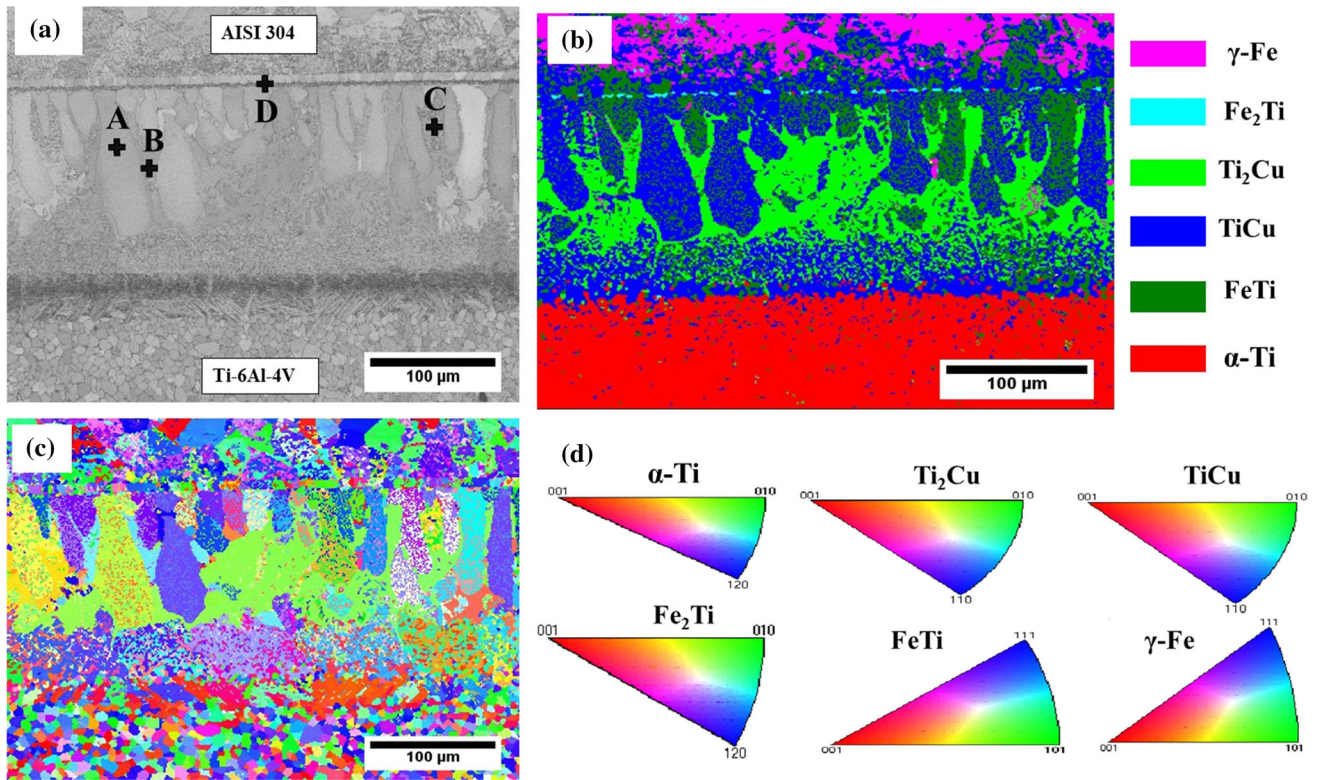 (a)
AISI 304
A
B
C
D
Ti-6Al-4V
100 µm
(b)
100 µm
γ-Fe
Fe₂Ti
Ti₂Cu
TiCu
FeTi
α-Ti
(c)
100 µm
(d)
α-Ti
001
010
120
Ti₂Cu
001
010
110
TiCu
001
010
110
Fe₂Ti
001
010
120
FeTi
111
001
101
γ-Fe
111
001
101